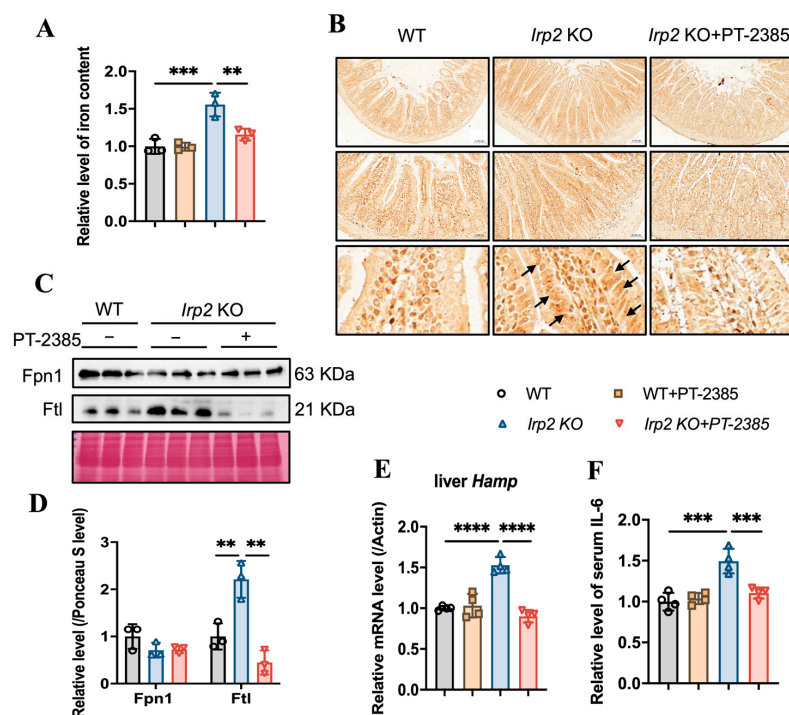 A
Relative level of iron content
2.0
1.5
1.0
0.5
0.0
***
**
B
WT
Irp2 KO
Irp2 KO+PT-2385
C
WT
Irp2 KO
PT-2385
−
−
+
Fpn1
63 KDa
Ftl
21 KDa
WT
WT+PT-2385
Irp2 KO
Irp2 KO+PT-2385
D
Relative level (/Ponceau S level)
3
2
1
0
**
**
Fpn1
Ftl
E
liver Hamp
Relative mRNA level (/Actin)
2.0
1.5
1.0
0.5
0.0
****
****
F
Relative level of serum IL-6
2.0
1.5
1.0
0.5
0.0
***
***